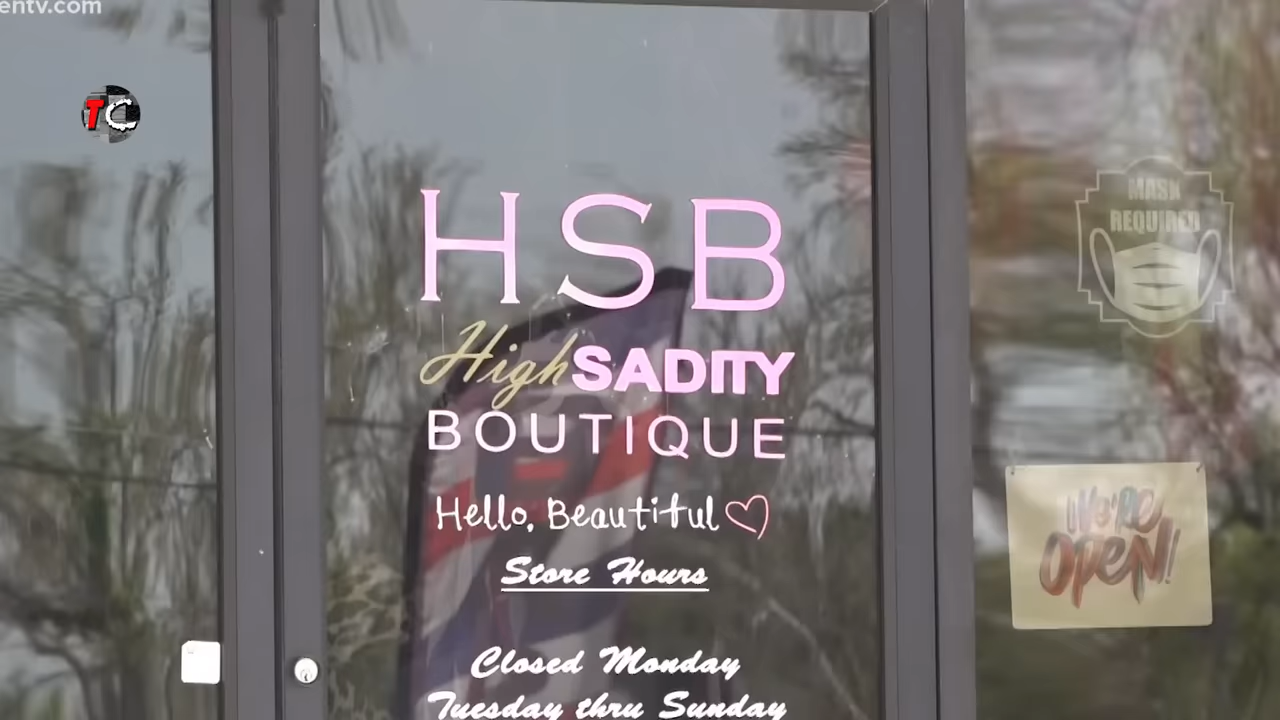 entv.com
TC
HSB
High SADITY
BOUTIQUE
Hello, Beautiful
Store Hours
Closed Monday
Tuesday thru Sunday
MASK
REQUIRED
We're
OPEN!